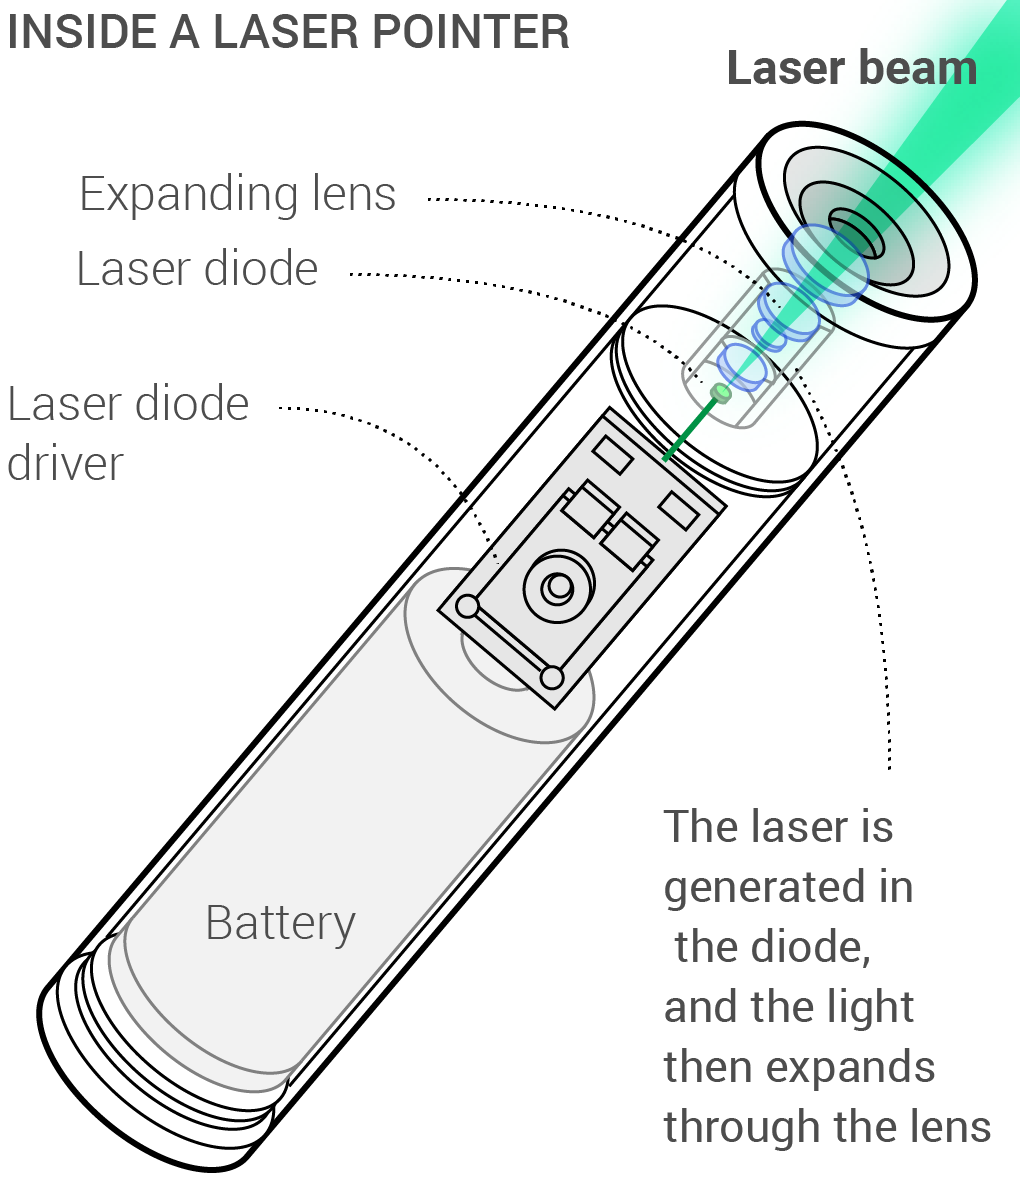 INSIDE A LASER POINTER
Laser beam
Expanding lens
Laser diode
Laser diode
driver
Battery
The laser is
generated in
the diode,
and the light
then expands
through the lens